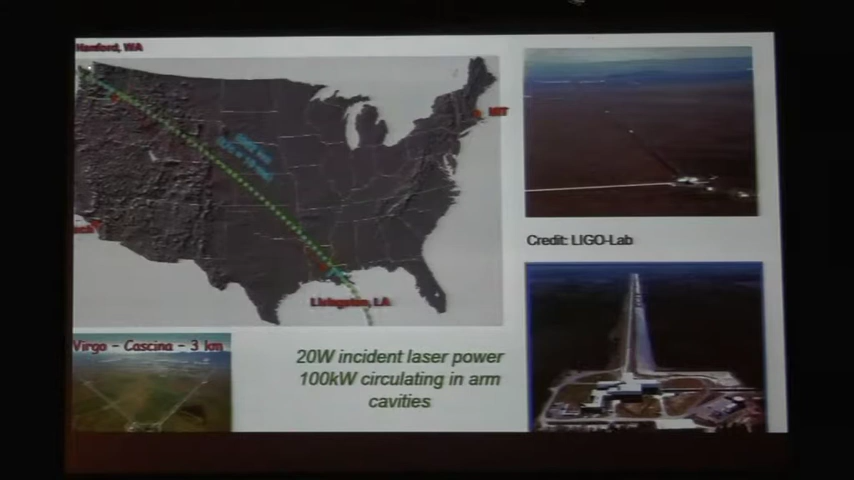 Hanford, WA
MIT
Livingston, LA
Credit: LIGO-Lab
Virgo - Cascina - 3 km
20W incident laser power
100kW circulating in arm
cavities